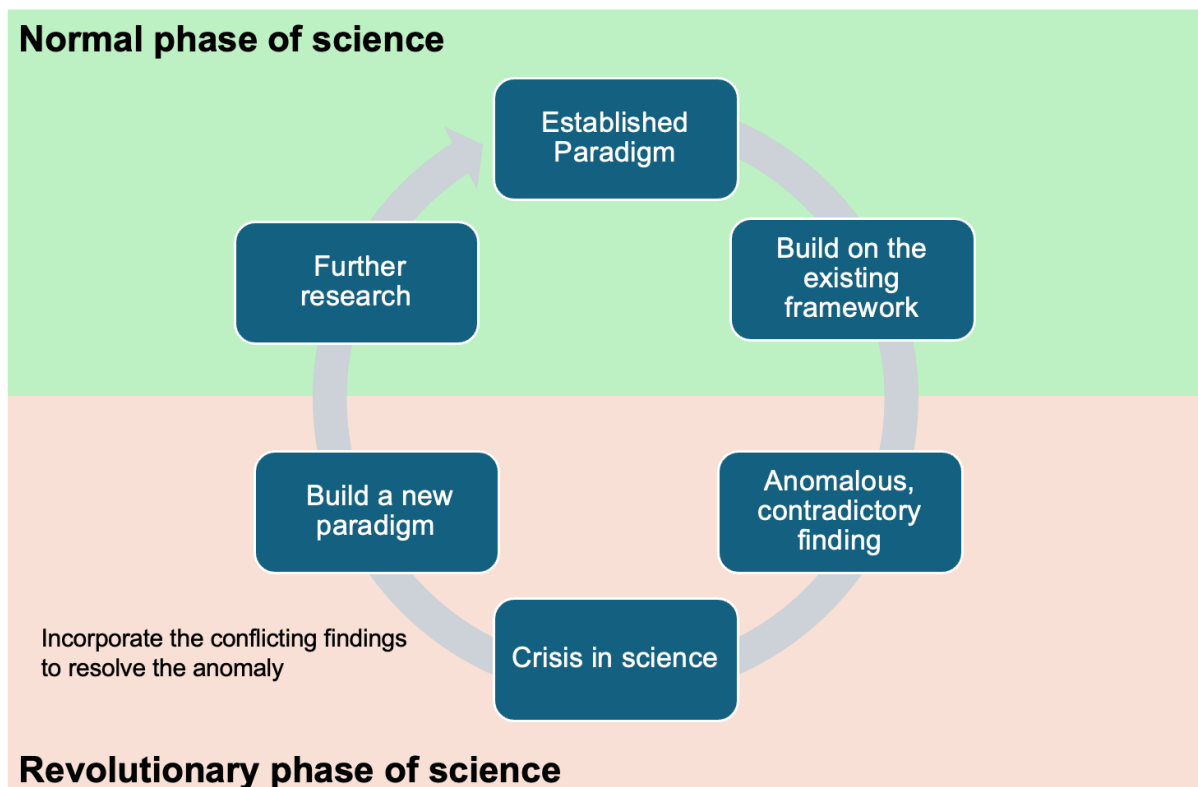 Normal phase of science
Established
Paradigm
Build on the
existing
framework
Anomalous,
contradictory
finding
Crisis in science
Build a new
paradigm
Further
research
Incorporate the conflicting findings
to resolve the anomaly
Revolutionary phase of science